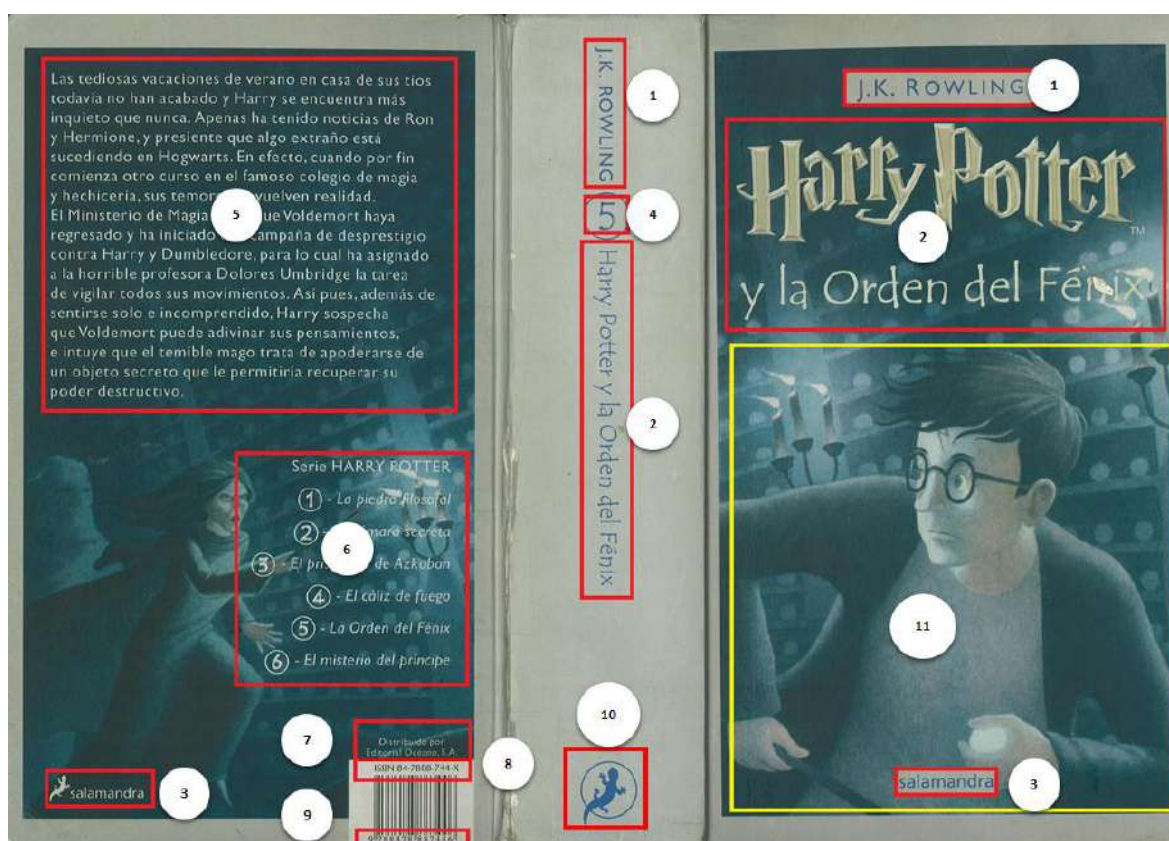 Las tediosas vacaciones de verano en casa de sus tíos
todavía no han acabado y Harry se encuentra más
inquieto que nunca. Apenas ha tenido noticias de Ron
y Hermione, y presiente que algo extraño está
sucediendo en Hogwarts. En efecto, cuando por fin
comienza otro curso en el famoso colegio de magia
y hechicería, sus vuelven realidad.
El Ministerio de Magia Voldemort haya
regresado y ha iniciado campaña de desprestigio
contra Harry y Dumbledore, para lo cual ha asignado
a la horrible profesora Dolores Umbridge la tarea
de vigilar todos sus movimientos. Así pues, además de
sentirse solo e incomprendido, Harry sospecha
que Voldemort puede adivinar sus pensamientos,
e intuye que el temible mago trata de apoderarse de
un objeto secreto que le permitiría recuperar su
poder destructivo.
5
Serie HARRY POTTER
1 - La piedra filosofal
2 - secreta
3 - El de Azkaban
4 - El cáliz de fuego
5 - La Orden del Fénix
6 - El misterio del príncipe
6
7
Distribuido por
Editorial Océano, S.A.
8
ISBN 84-7888-744-X
9
salamandra
3
J.K. ROWLING
1
5
4
Harry Potter y la Orden del Fénix
2
10
J.K. ROWLING
1
Harry Potter
TM
2
y la Orden del Fénix
11
salamandra
3